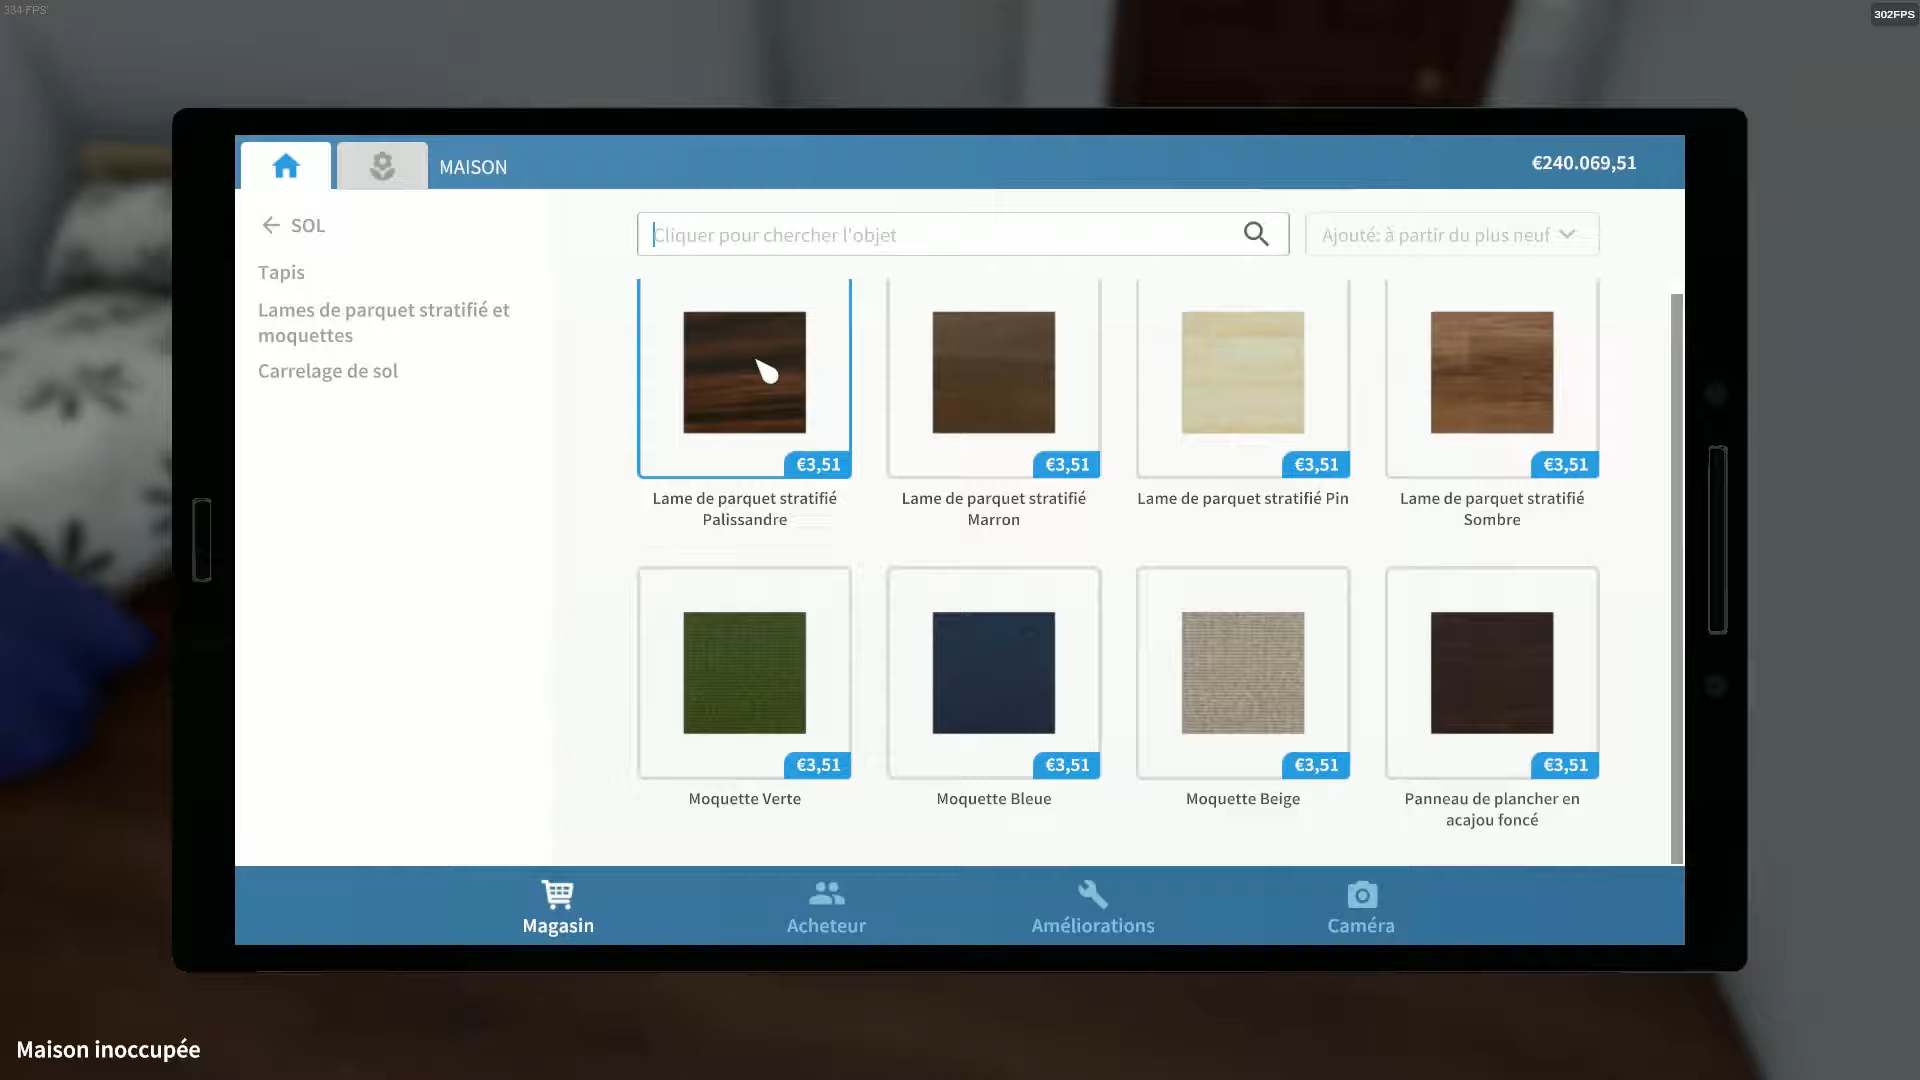 334 FPS
302FPS
MAISON
€240.069,51
SOL
Cliquer pour chercher l'objet
Ajouté: à partir du plus neuf
Tapis
Lames de parquet stratifié et
moquettes
Carrelage de sol
€3,51
€3,51
€3,51
€3,51
Lame de parquet stratifié
Palissandre
Lame de parquet stratifié
Marron
Lame de parquet stratifié Pin
Lame de parquet stratifié
Sombre
€3,51
€3,51
€3,51
€3,51
Moquette Verte
Moquette Bleue
Moquette Beige
Panneau de plancher en
acajou foncé
Magasin
Acheteur
Améliorations
Caméra
Maison inoccupée